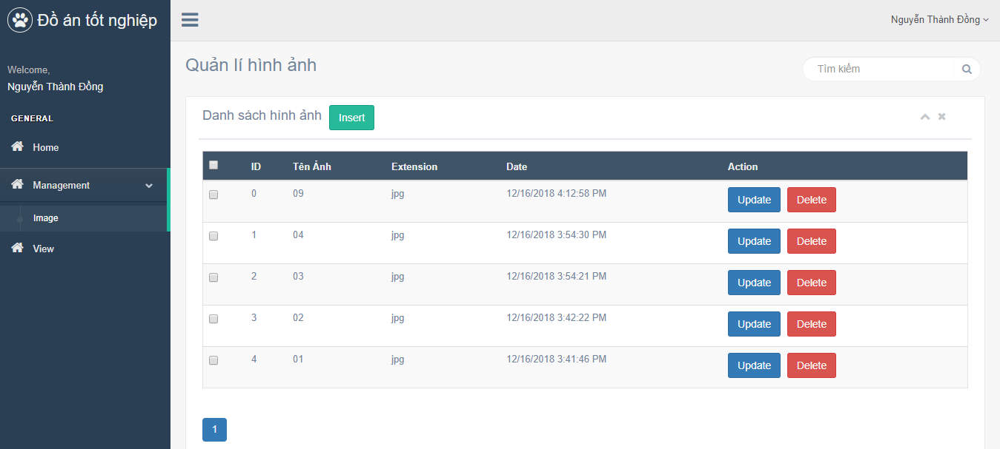 Đồ án tốt nghiệp
Nguyễn Thành Đồng
Welcome,
Nguyễn Thành Đồng
GENERAL
Home
Management
Image
View
Quản lí hình ảnh
Tìm kiếm
Danh sách hình ảnh Insert
ID Tên Ảnh Extension Date Action
0 09 jpg 12/16/2018 4:12:58 PM Update Delete
1 04 jpg 12/16/2018 3:54:30 PM Update Delete
2 03 jpg 12/16/2018 3:54:21 PM Update Delete
3 02 jpg 12/16/2018 3:42:22 PM Update Delete
4 01 jpg 12/16/2018 3:41:46 PM Update Delete
1